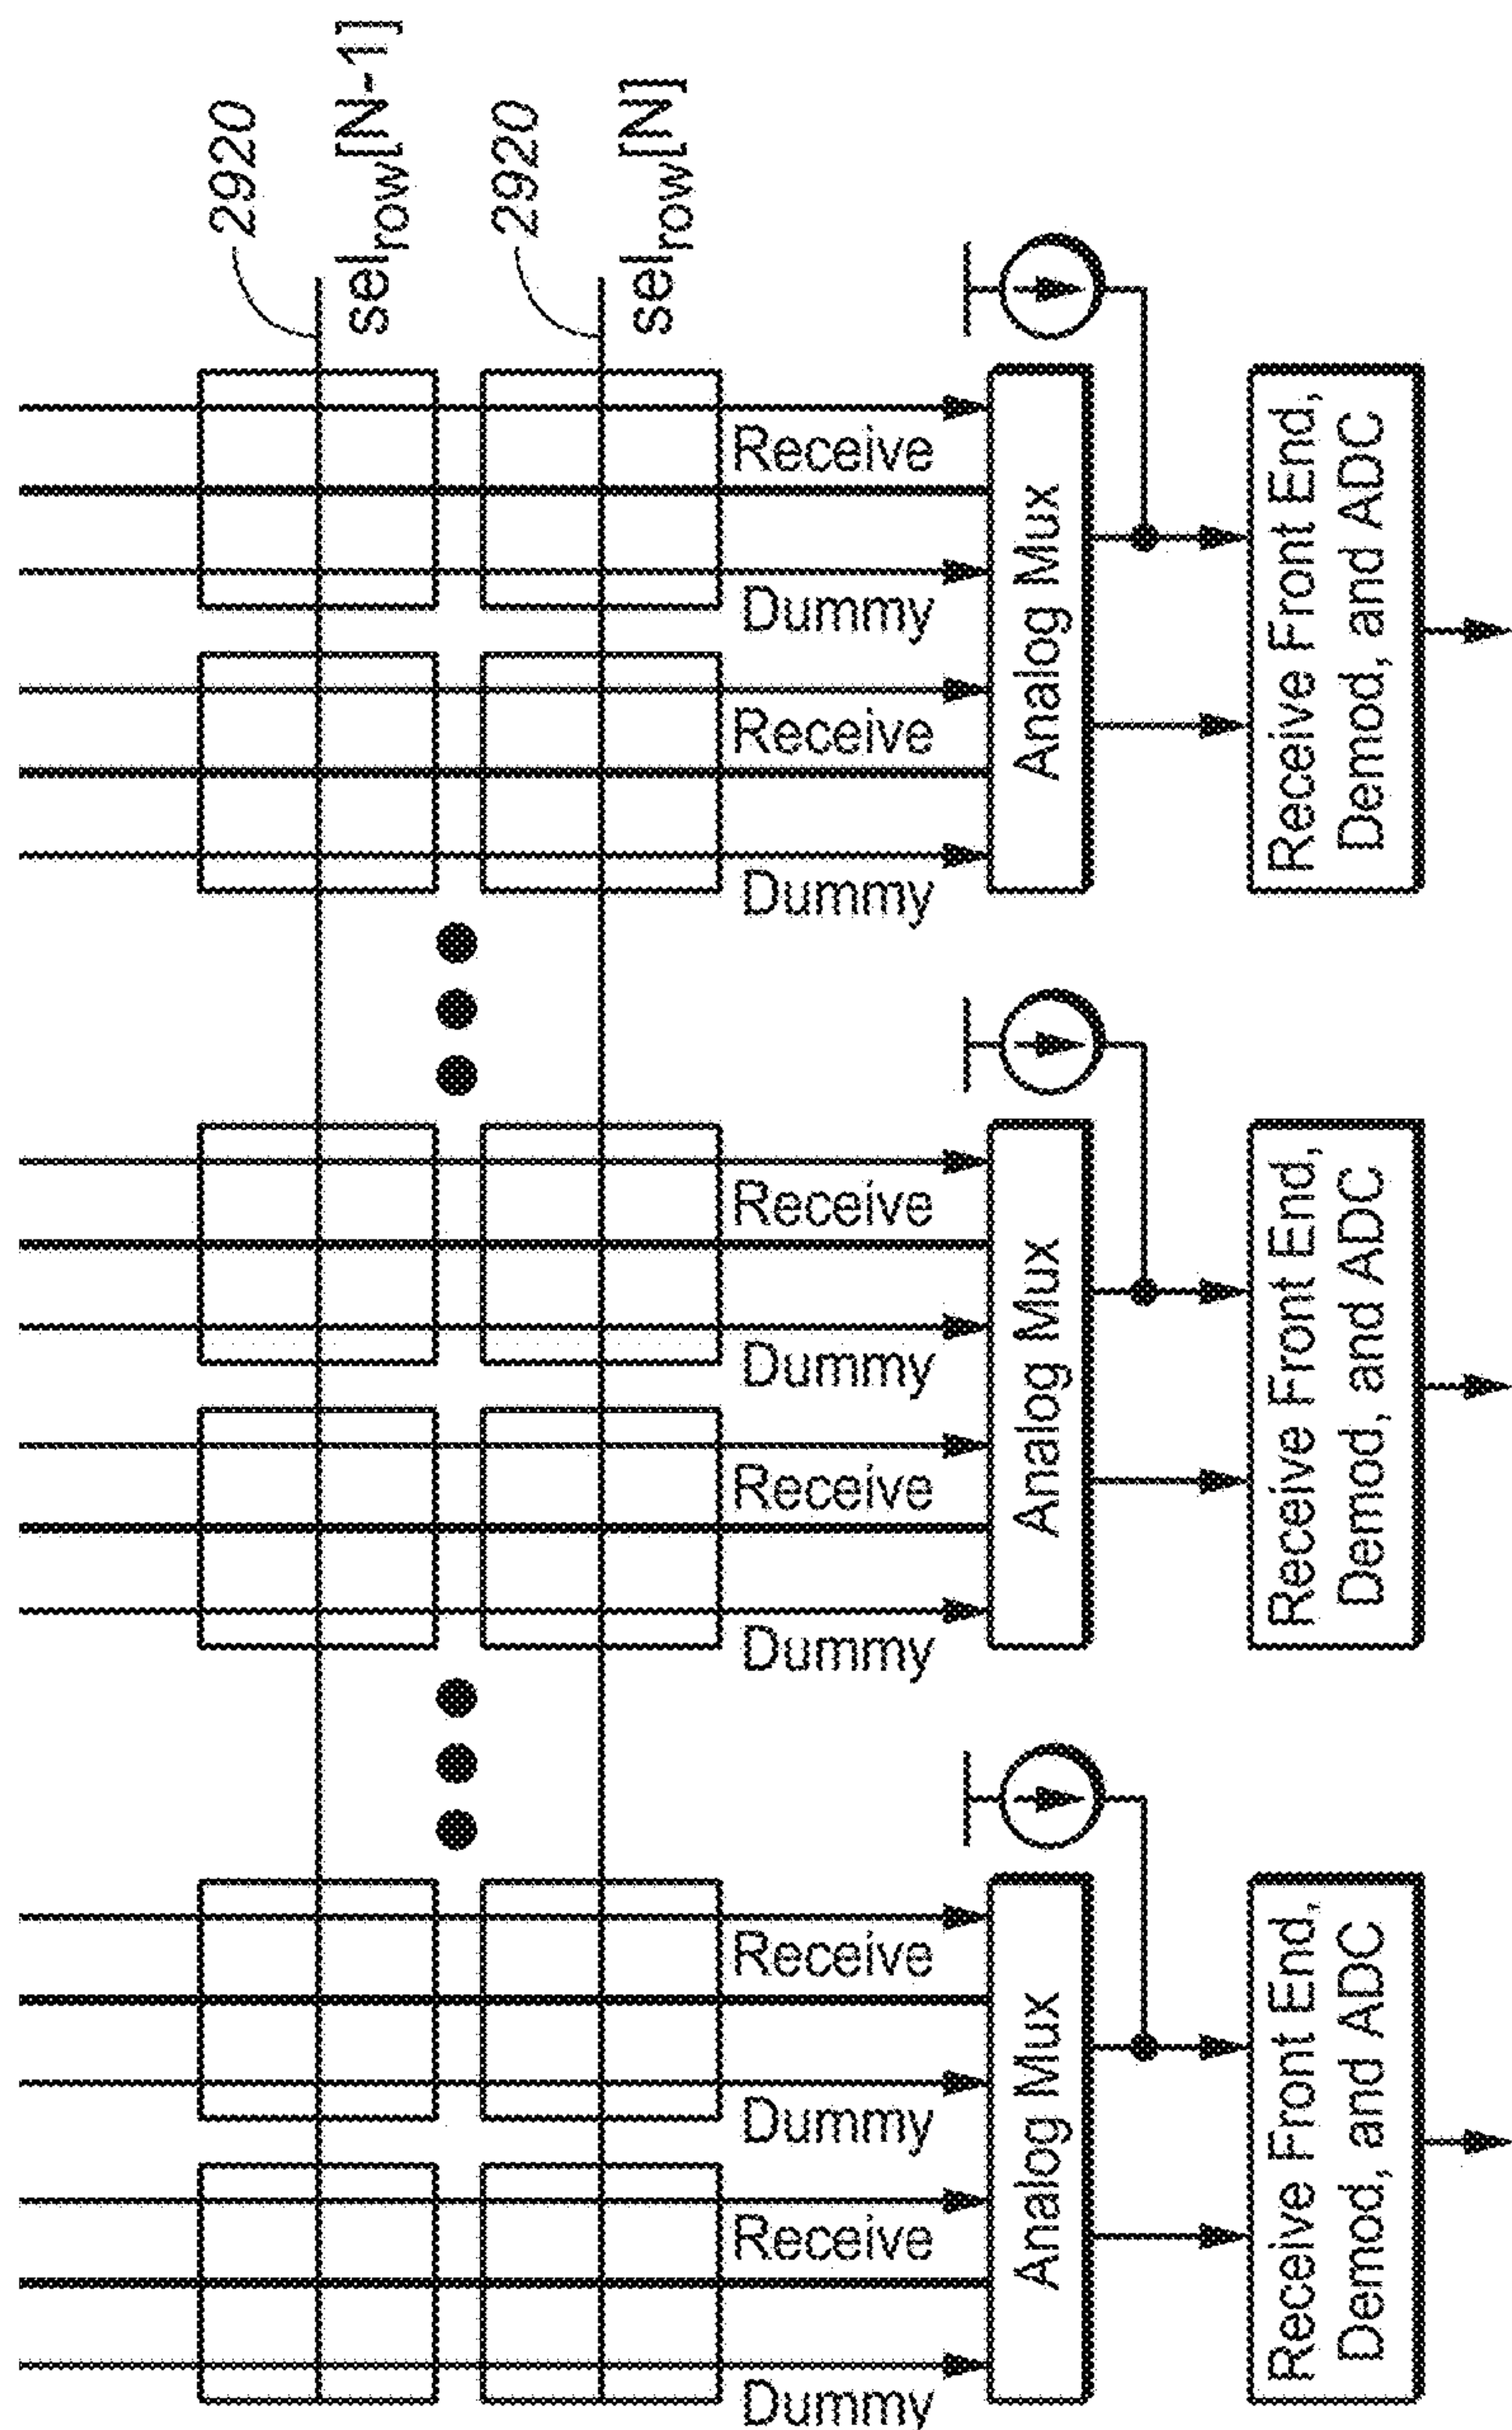 2920
sel_row[N-1]
2920
sel_row[N]
Dummy
Receive
Dummy
Receive
Dummy
Receive
Dummy
Receive
Dummy
Receive
Dummy
Receive
Analog Mux
Analog Mux
Analog Mux
Receive Front End,
Demod, and ADC
Receive Front End,
Demod, and ADC
Receive Front End,
Demod, and ADC